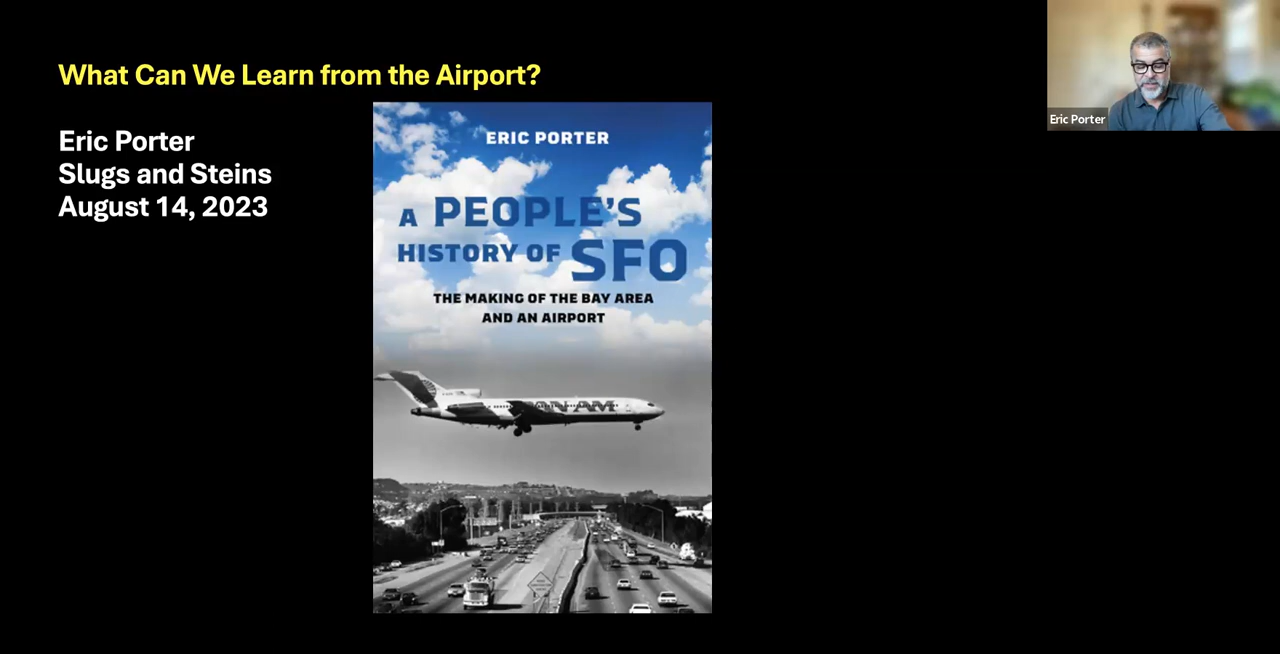 What Can We Learn from the Airport?
Eric Porter
Slugs and Steins
August 14, 2023
ERIC PORTER
A PEOPLE'S
HISTORY OF SFO
THE MAKING OF THE BAY AREA
AND AN AIRPORT
PAN AM
Eric Porter